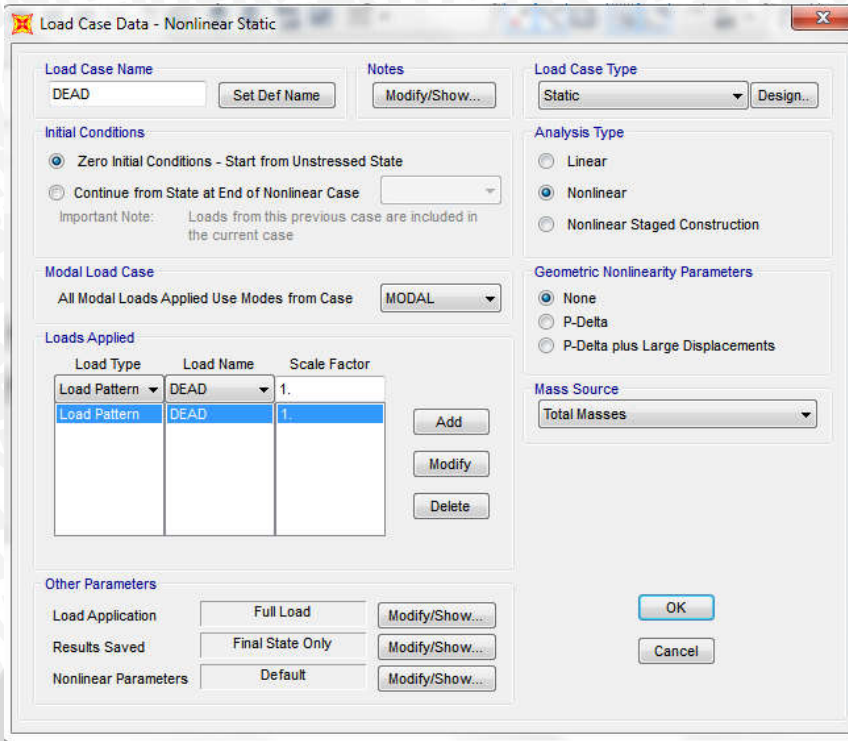 Load Case Data - Nonlinear Static
Load Case Name
DEAD
Set Def Name
Notes
Modify/Show...
Load Case Type
Static
Design..
Initial Conditions
Zero Initial Conditions - Start from Unstressed State
Continue from State at End of Nonlinear Case
Important Note: Loads from this previous case are included in
the current case
Analysis Type
Linear
Nonlinear
Nonlinear Staged Construction
Modal Load Case
All Modal Loads Applied Use Modes from Case MODAL
Geometric Nonlinearity Parameters
None
P-Delta
P-Delta plus Large Displacements
Loads Applied
Load Type Load Name Scale Factor
Load Pattern DEAD 1.
Load Pattern DEAD 1.
Add
Modify
Delete
Mass Source
Total Masses
Other Parameters
Load Application Full Load Modify/Show...
Results Saved Final State Only Modify/Show...
Nonlinear Parameters Default Modify/Show...
OK
Cancel